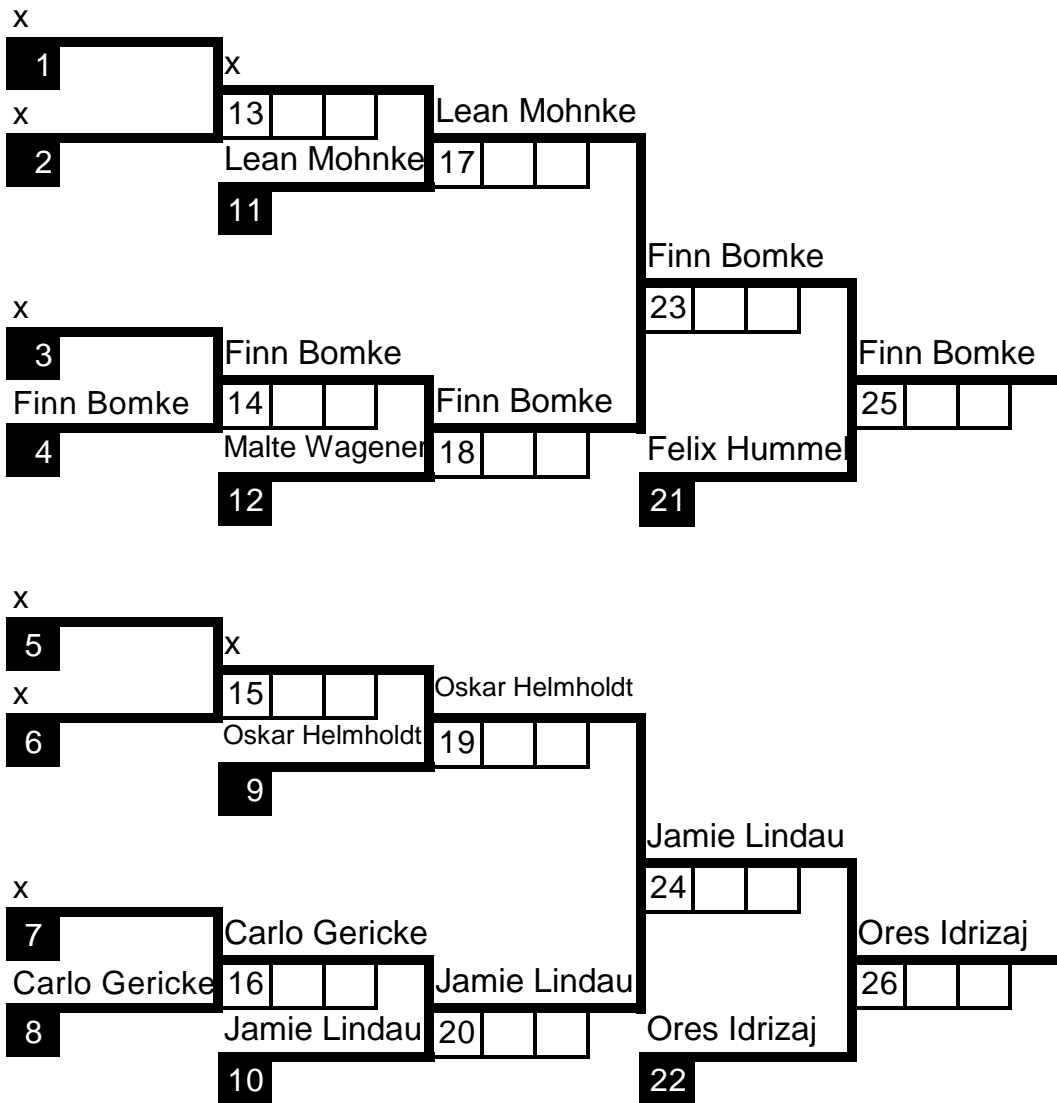 x
1
x
x
13
Lean Mohnke
2
Lean Mohnke
17
11
Finn Bomke
x
23
3
Finn Bomke
Finn Bomke
Finn Bomke
14
Finn Bomke
25
4
Malte Wagener
18
Felix Hummel
12
21
x
5
x
x
15
Oskar Helmholdt
6
Oskar Helmholdt
19
9
Jamie Lindau
x
24
7
Carlo Gericke
Ores Idrizaj
Carlo Gericke
16
Jamie Lindau
26
8
Jamie Lindau
20
Ores Idrizaj
10
22